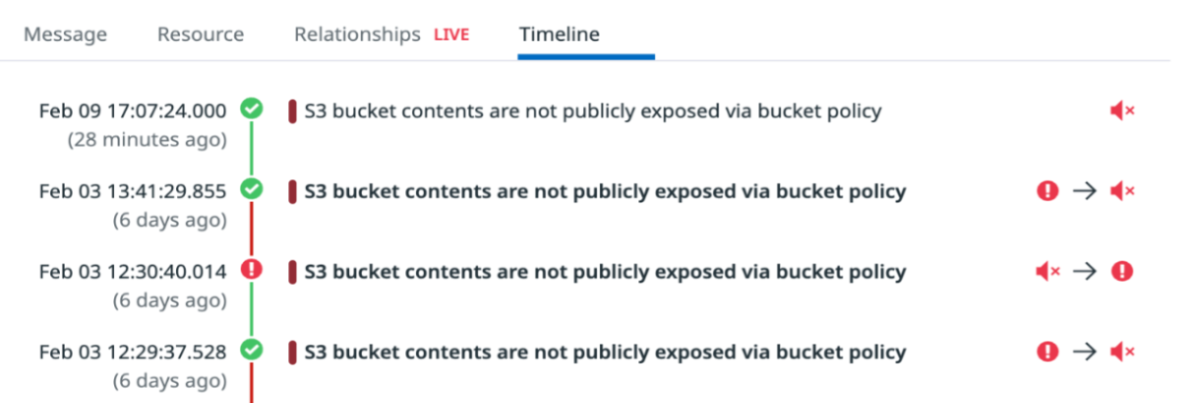 Message Resource Relationships LIVE Timeline
Feb 09 17:07:24.000 S3 bucket contents are not publicly exposed via bucket policy
(28 minutes ago)
Feb 03 13:41:29.855 S3 bucket contents are not publicly exposed via bucket policy
(6 days ago)
Feb 03 12:30:40.014 S3 bucket contents are not publicly exposed via bucket policy
(6 days ago)
Feb 03 12:29:37.528 S3 bucket contents are not publicly exposed via bucket policy
(6 days ago)